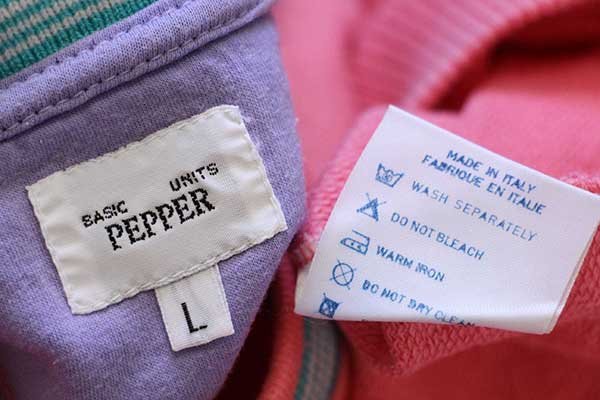 BASIC UNITS
PEPPER
L
MADE IN ITALY
FABRIQUE EN ITALIE
WASH SEPARATELY
DO NOT BLEACH
WARM IRON
DO NOT DRY CLEAN